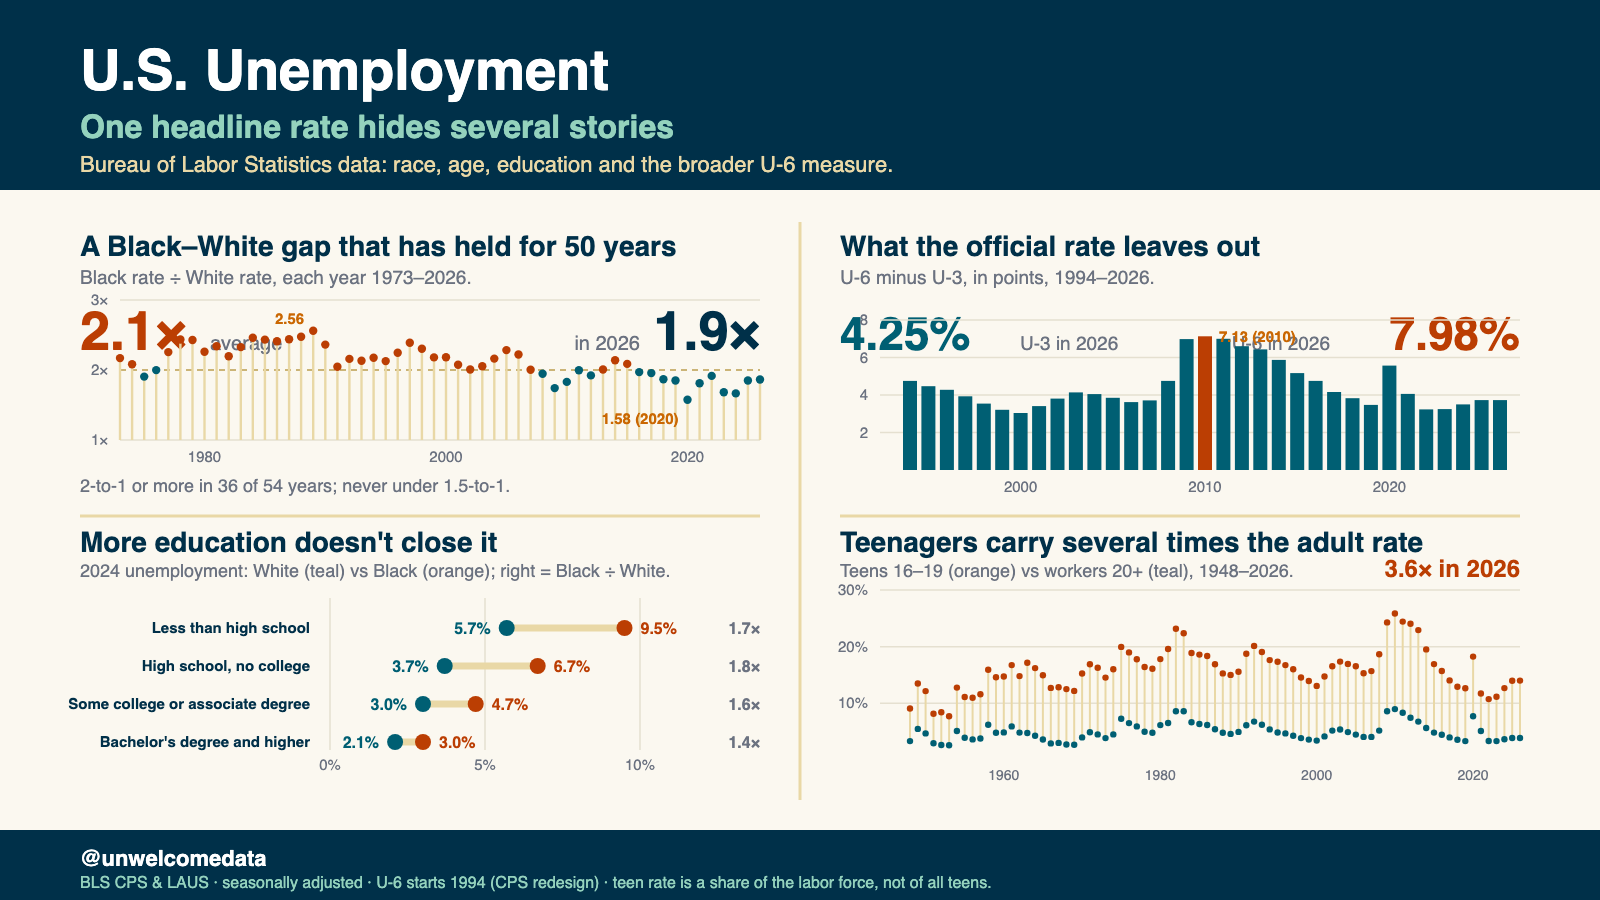 U.S. Unemployment
One headline rate hides several stories
Bureau of Labor Statistics data: race, age, education and the broader U-6 measure.
A Black–White gap that has held for 50 years
Black rate ÷ White rate, each year 1973–2026.
3×
2.1× average
2.56
in 2026 1.9×
2×
1.58 (2020)
1×
1980 2000 2020
2-to-1 or more in 36 of 54 years; never under 1.5-to-1.
What the official rate leaves out
U-6 minus U-3, in points, 1994–2026.
8
4.25% U-3 in 2026
7.13 (2010)
U-6 in 2026 7.98%
6
4
2
2000 2010 2020
More education doesn't close it
2024 unemployment: White (teal) vs Black (orange); right = Black ÷ White.
Less than high school 5.7% 9.5% 1.7×
High school, no college 3.7% 6.7% 1.8×
Some college or associate degree 3.0% 4.7% 1.6×
Bachelor's degree and higher 2.1% 3.0% 1.4×
0% 5% 10%
Teenagers carry several times the adult rate
Teens 16–19 (orange) vs workers 20+ (teal), 1948–2026.
3.6× in 2026
30%
20%
10%
1960 1980 2000 2020
@unwelcomedata
BLS CPS & LAUS · seasonally adjusted · U-6 starts 1994 (CPS redesign) · teen rate is a share of the labor force, not of all teens.